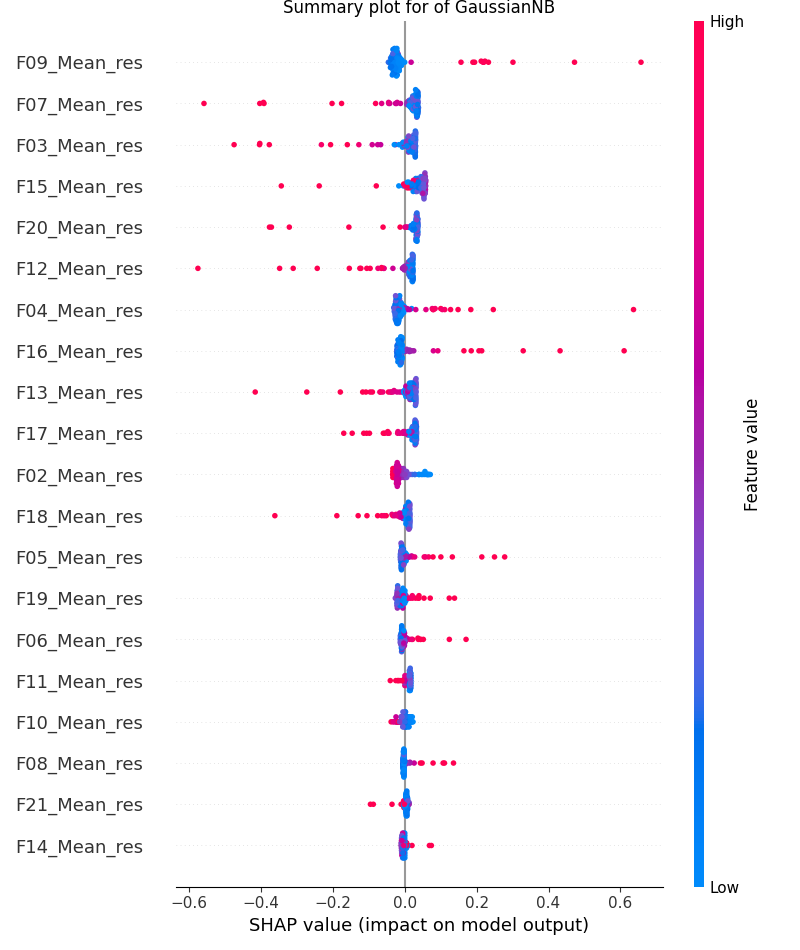 Summary plot for of GaussianNB
High
F09_Mean_res
F07_Mean_res
F03_Mean_res
F15_Mean_res
F20_Mean_res
F12_Mean_res
F04_Mean_res
F16_Mean_res
F13_Mean_res
F17_Mean_res
F02_Mean_res
F18_Mean_res
F05_Mean_res
F19_Mean_res
F06_Mean_res
F11_Mean_res
F10_Mean_res
F08_Mean_res
F21_Mean_res
F14_Mean_res
Feature value
Low
−0.6 −0.4 −0.2 0.0 0.2 0.4 0.6
SHAP value (impact on model output)